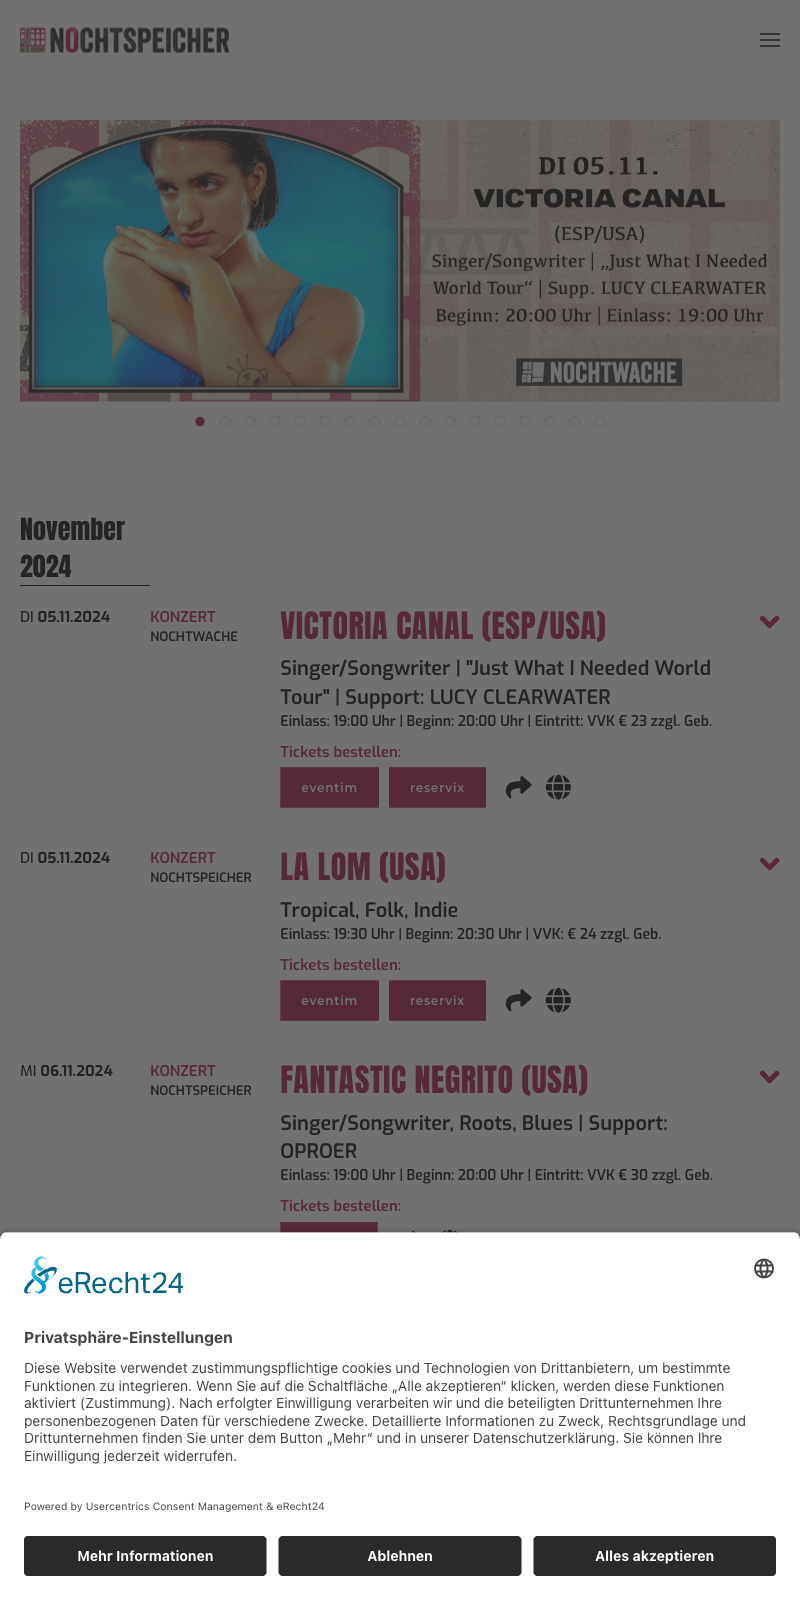 NOCHTSPEICHER
DI 05.11.
VICTORIA CANAL
(ESP/USA)
Singer/Songwriter | „Just What I Needed
World Tour“ | Supp. LUCY CLEARWATER
Beginn: 20:00 Uhr | Einlass: 19:00 Uhr
NOCHTWACHE
November
2024
DI 05.11.2024
KONZERT
NOCHTWACHE
VICTORIA CANAL (ESP/USA)
Singer/Songwriter | "Just What I Needed World
Tour" | Support: LUCY CLEARWATER
Einlass: 19:00 Uhr | Beginn: 20:00 Uhr | Eintritt: VVK € 23 zzgl. Geb.
Tickets bestellen:
eventim reservix
DI 05.11.2024
KONZERT
NOCHTSPEICHER
LA LOM (USA)
Tropical, Folk, Indie
Einlass: 19:30 Uhr | Beginn: 20:30 Uhr | VVK: € 24 zzgl. Geb.
Tickets bestellen:
eventim reservix
MI 06.11.2024
KONZERT
NOCHTSPEICHER
FANTASTIC NEGRITO (USA)
Singer/Songwriter, Roots, Blues | Support:
OPROER
Einlass: 19:00 Uhr | Beginn: 20:00 Uhr | Eintritt: VVK € 30 zzgl. Geb.
Tickets bestellen:
eRecht24
Privatsphäre-Einstellungen
Diese Website verwendet zustimmungspflichtige cookies und Technologien von Drittanbietern, um bestimmte
Funktionen zu integrieren. Wenn Sie auf die Schaltfläche „Alle akzeptieren“ klicken, werden diese Funktionen
aktiviert (Zustimmung). Nach erfolgter Einwilligung verarbeiten wir und die beteiligten Drittunternehmen Ihre
personenbezogenen Daten für verschiedene Zwecke. Detaillierte Informationen zu Zweck, Rechtsgrundlage und
Drittunternehmen finden Sie unter dem Button „Mehr“ und in unserer Datenschutzerklärung. Sie können Ihre
Einwilligung jederzeit widerrufen.
Powered by Usercentrics Consent Management & eRecht24
Mehr Informationen Ablehnen Alles akzeptieren